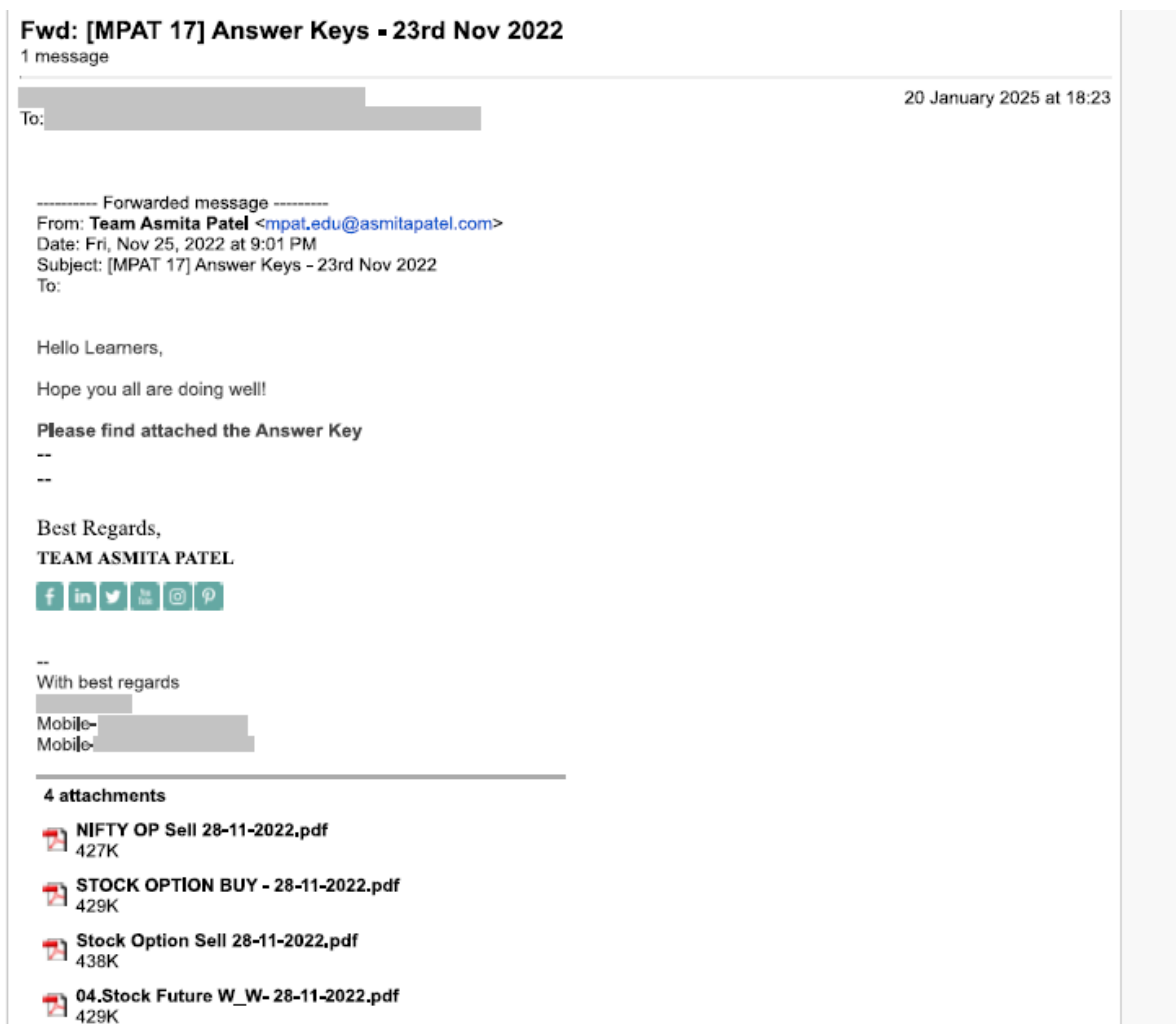 Fwd: [MPAT 17] Answer Keys - 23rd Nov 2022
1 message
20 January 2025 at 18:23
To:
---------- Forwarded message ---------
From: Team Asmita Patel <mpat.edu@asmitapatel.com>
Date: Fri, Nov 25, 2022 at 9:01 PM
Subject: [MPAT 17] Answer Keys - 23rd Nov 2022
To:
Hello Learners,
Hope you all are doing well!
Please find attached the Answer Key
--
--
Best Regards,
TEAM ASMITA PATEL
--
With best regards
Mobile-
Mobile-
4 attachments
NIFTY OP Sell 28-11-2022.pdf
427K
STOCK OPTION BUY - 28-11-2022.pdf
429K
Stock Option Sell 28-11-2022.pdf
438K
04.Stock Future W_W- 28-11-2022.pdf
429K